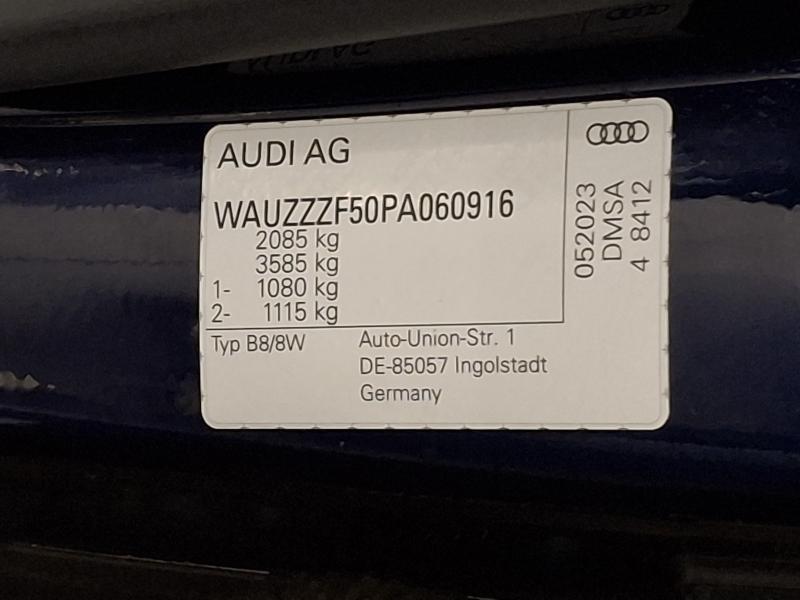 AUDI AG
WAUZZZF50PA060916
2085 kg
3585 kg
1- 1080 kg
2- 1115 kg
Typ B8/8W
Auto-Union-Str. 1
DE-85057 Ingolstadt
Germany
052023
DMSA
4 8412